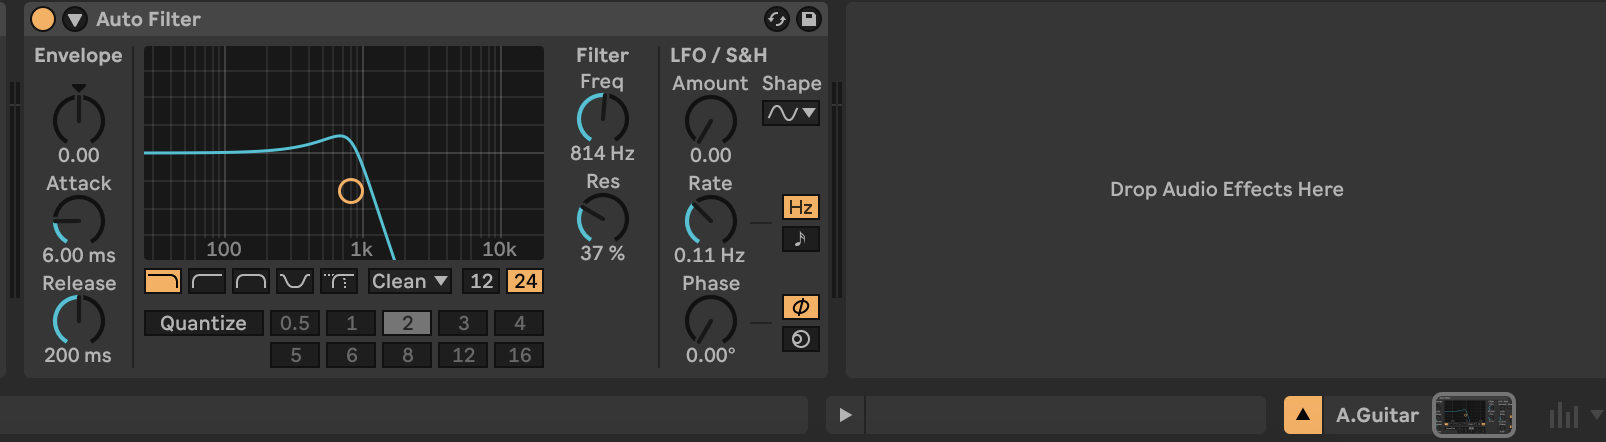 Auto Filter
Envelope
0.00
Attack
6.00 ms
Release
200 ms
100 1k 10k
Clean 12 24
Quantize 0.5 1 2 3 4
5 6 8 12 16
Filter
Freq
814 Hz
Res
37 %
LFO / S&H
Amount Shape
0.00
Rate
Hz
0.11 Hz
Phase
0.00°
Drop Audio Effects Here
A.Guitar